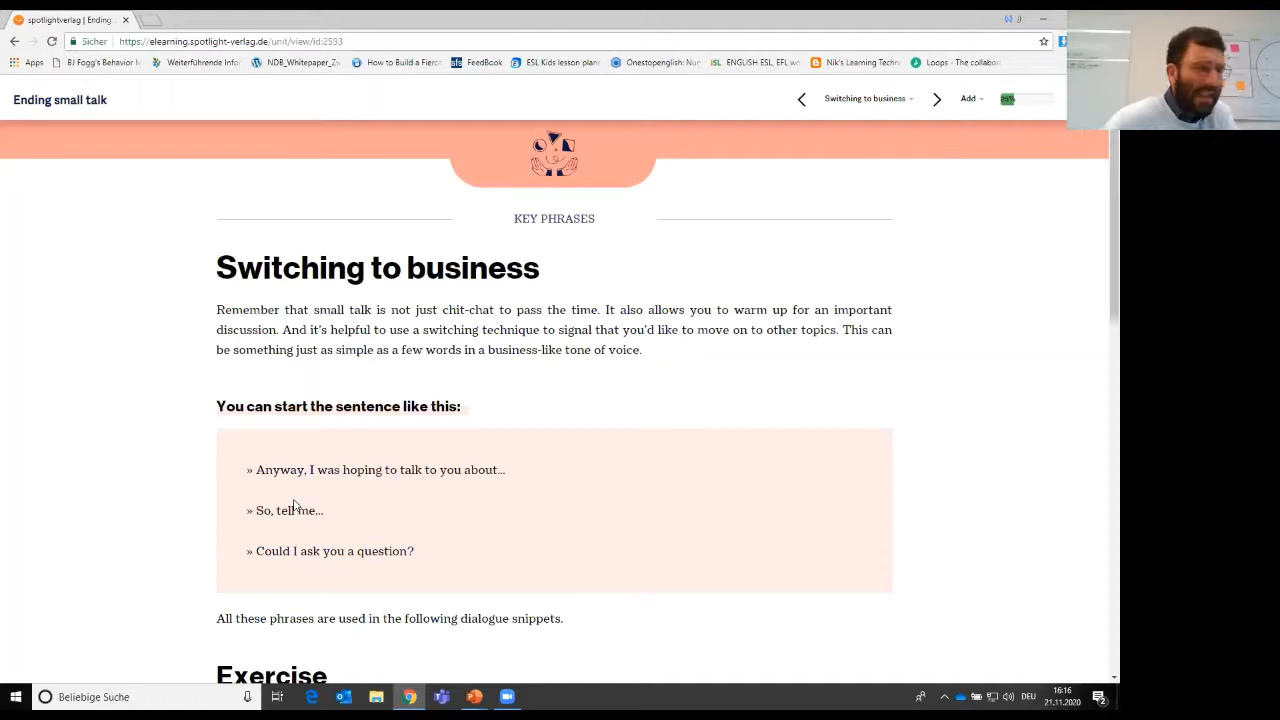 spotlightverlag | Ending
Sicher
https://elearning.spotlight-verlag.de/unit/view/id:2593
Apps
BJ Fogg's Behavior M
Weiterführende Infor
NDB_Whitepaper_Z
How to Build a Fierc
FeedBook
ESL Kids lesson plans
Onestopenglish: Num
ENGLISH ESL, EFL wo
Nik's Learning Techn
Loops - The collabora
Ending small talk
Switching to business
Add
25%
KEY PHRASES
Switching to business
Remember that small talk is not just chit-chat to pass the time. It also allows you to warm up for an important
discussion. And it's helpful to use a switching technique to signal that you'd like to move on to other topics. This can
be something just as simple as a few words in a business-like tone of voice.
You can start the sentence like this:
» Anyway, I was hoping to talk to you about...
» So, tell me...
» Could I ask you a question?
All these phrases are used in the following dialogue snippets.
Exercise
Beliebige Suche
DEU
16:16
21.11.2020
2